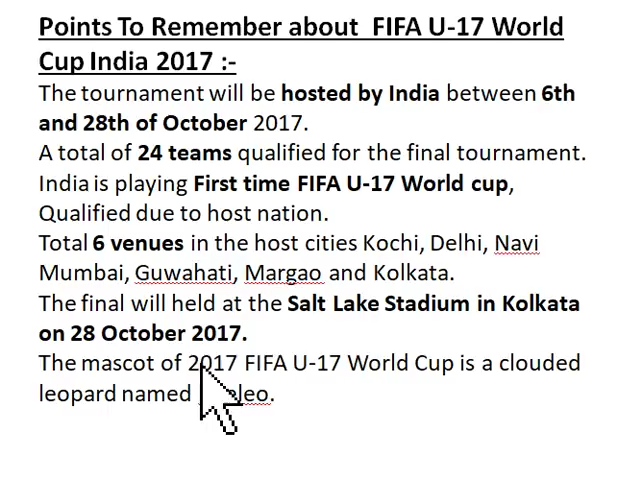 Points To Remember about  FIFA U-17 World
Cup India 2017 :-
The tournament will be hosted by India between 6th
and 28th of October 2017.
A total of 24 teams qualified for the final tournament.
India is playing First time FIFA U-17 World cup,
Qualified due to host nation.
Total 6 venues in the host cities Kochi, Delhi, Navi
Mumbai, Guwahati, Margao and Kolkata.
The final will held at the Salt Lake Stadium in Kolkata
on 28 October 2017.
The mascot of 2017 FIFA U-17 World Cup is a clouded
leopard named